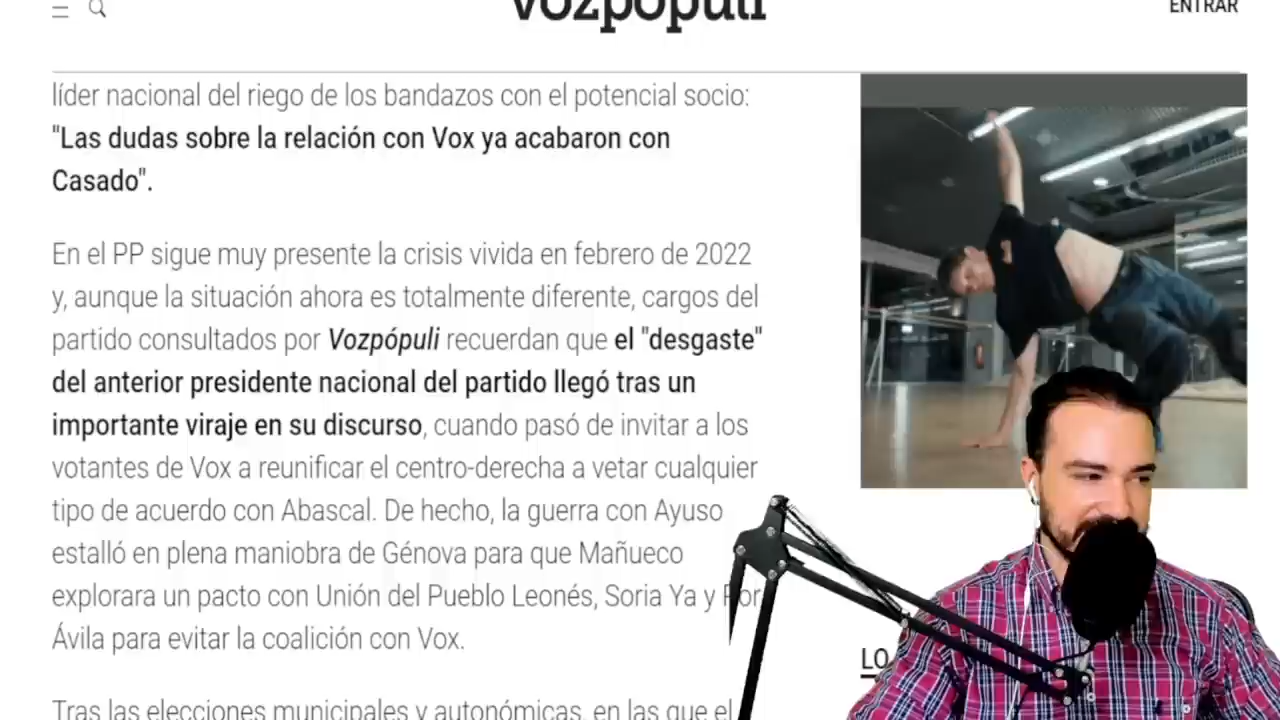 vozpópuli
ENTRAR
líder nacional del riego de los bandazos con el potencial socio:
"Las dudas sobre la relación con Vox ya acabaron con
Casado".
En el PP sigue muy presente la crisis vivida en febrero de 2022
y, aunque la situación ahora es totalmente diferente, cargos del
partido consultados por Vozpópuli recuerdan que el "desgaste"
del anterior presidente nacional del partido llegó tras un
importante viraje en su discurso, cuando pasó de invitar a los
votantes de Vox a reunificar el centro-derecha a vetar cualquier
tipo de acuerdo con Abascal. De hecho, la guerra con Ayuso
estalló en plena maniobra de Génova para que Mañueco
explorara un pacto con Unión del Pueblo Leonés, Soria Ya y Por
Ávila para evitar la coalición con Vox.
LO
Tras las elecciones municipales y autonómicas, en las que el